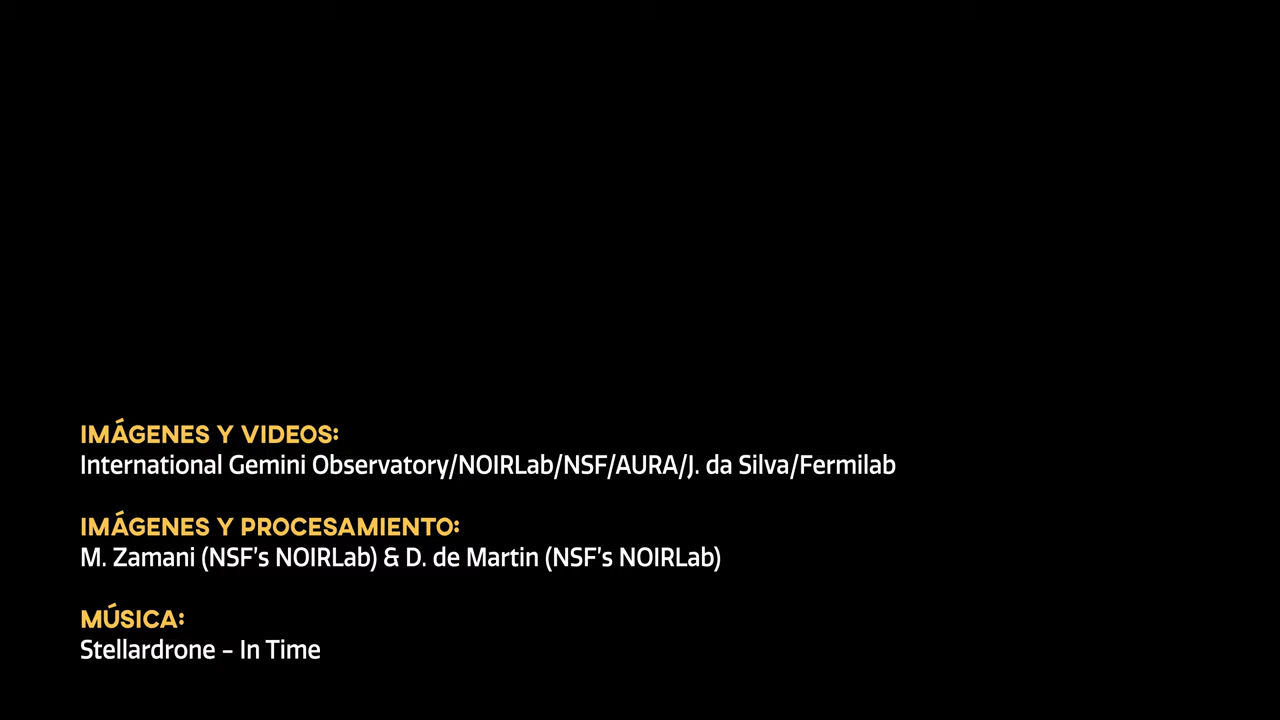 IMÁGENES Y VIDEOS:
International Gemini Observatory/NOIRLab/NSF/AURA/J. da Silva/Fermilab
IMÁGENES Y PROCESAMIENTO:
M. Zamani (NSF's NOIRLab) & D. de Martin (NSF's NOIRLab)
MÚSICA:
Stellardrone – In Time